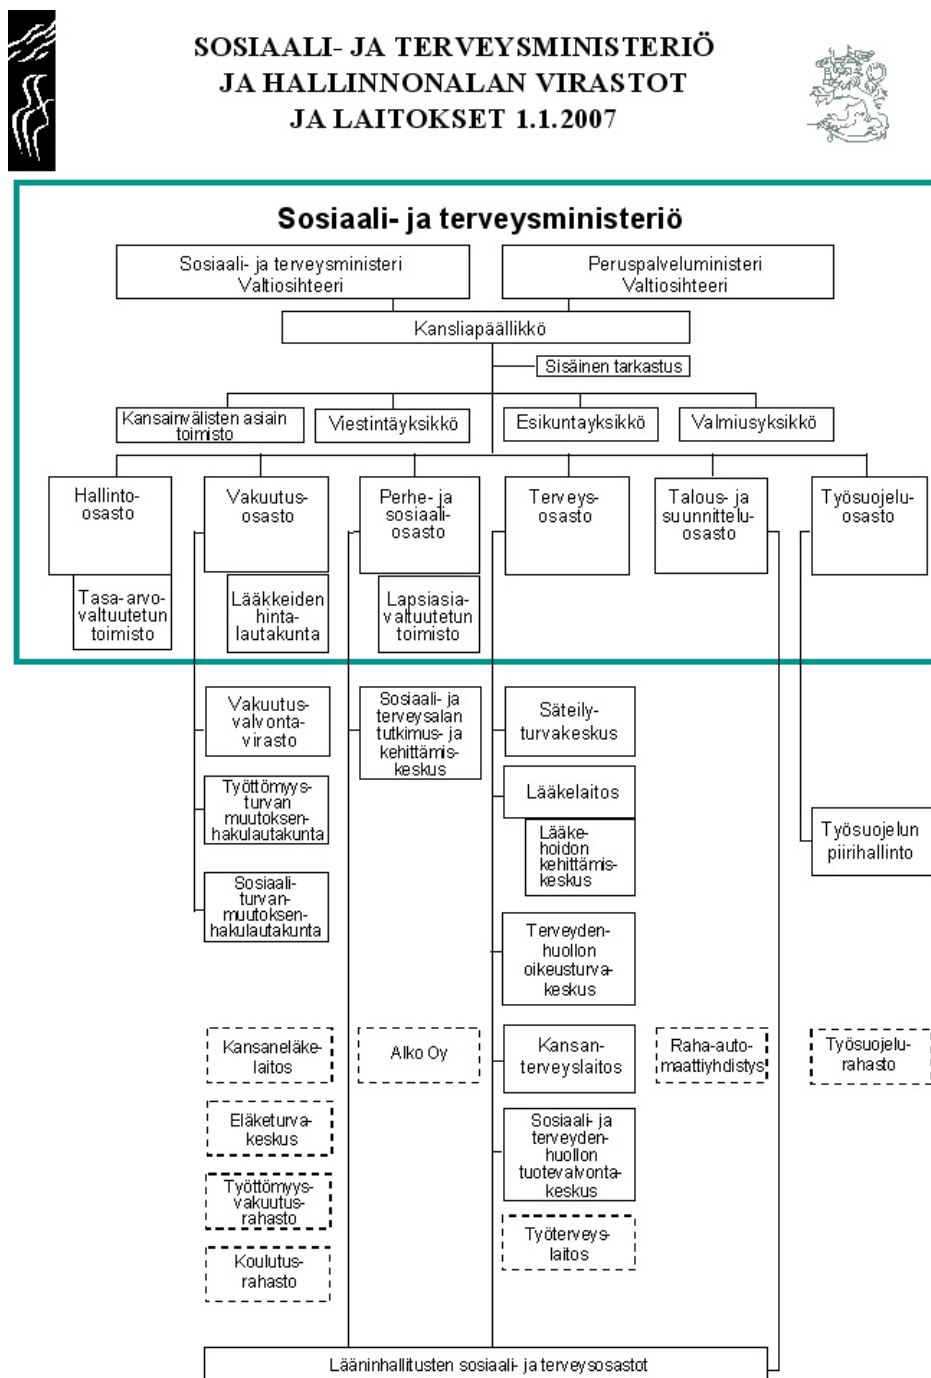 SOSIAALI- JA TERVEYSMINISTERIÖ
JA HALLINNONALAN VIRASTOT
JA LAITOKSET 1.1.2007
Sosiaali- ja terveysministeriö
Sosiaali- ja terveysministeri
Valtiosihteeri
Peruspalveluministeri
Valtiosihteeri
Kansliapäällikkö
Sisäinen tarkastus
Kansainvälisten asiain
toimisto
Viestintäyksikkö
Esikuntayksikkö
Valmiusyksikkö
Hallinto-
osasto
Vakuutus-
osasto
Perhe- ja
sosiaali-
osasto
Terveys-
osasto
Talous- ja
suunnittelu-
osasto
Työsuojelu-
osasto
Tasa-arvo-
valtuutetun
toimisto
Lääkkeiden
hinta-
lautakunta
Lapsiasia-
valtuutetun
toimisto
Vakuutus-
valvonta-
virasto
Sosiaali- ja
terveysalan
tutkimus- ja
kehittämis-
keskus
Säteily-
turvakeskus
Työttömyys-
turvan
muutoksen-
hakulautakunta
Lääkelaitos
Lääke-
hoidon
kehittämis-
keskus
Työsuojelun
piirihallinto
Sosiaali-
turvan-
muutoksen-
hakulautakunta
Terveyden-
huollon
oikeusturva-
keskus
Kansaneläke-
laitos
Alko Oy
Kansan-
terveyslaitos
Raha-auto-
maattiyhdistys
Työsuojelu-
rahasto
Eläketurva-
keskus
Sosiaali- ja
terveyden-
huollon
tuotevalvonta-
keskus
Työttömyys-
vakuutus-
rahasto
Työterveys-
laitos
Koulutus-
rahasto
Lääninhallitusten sosiaali- ja terveysosastot